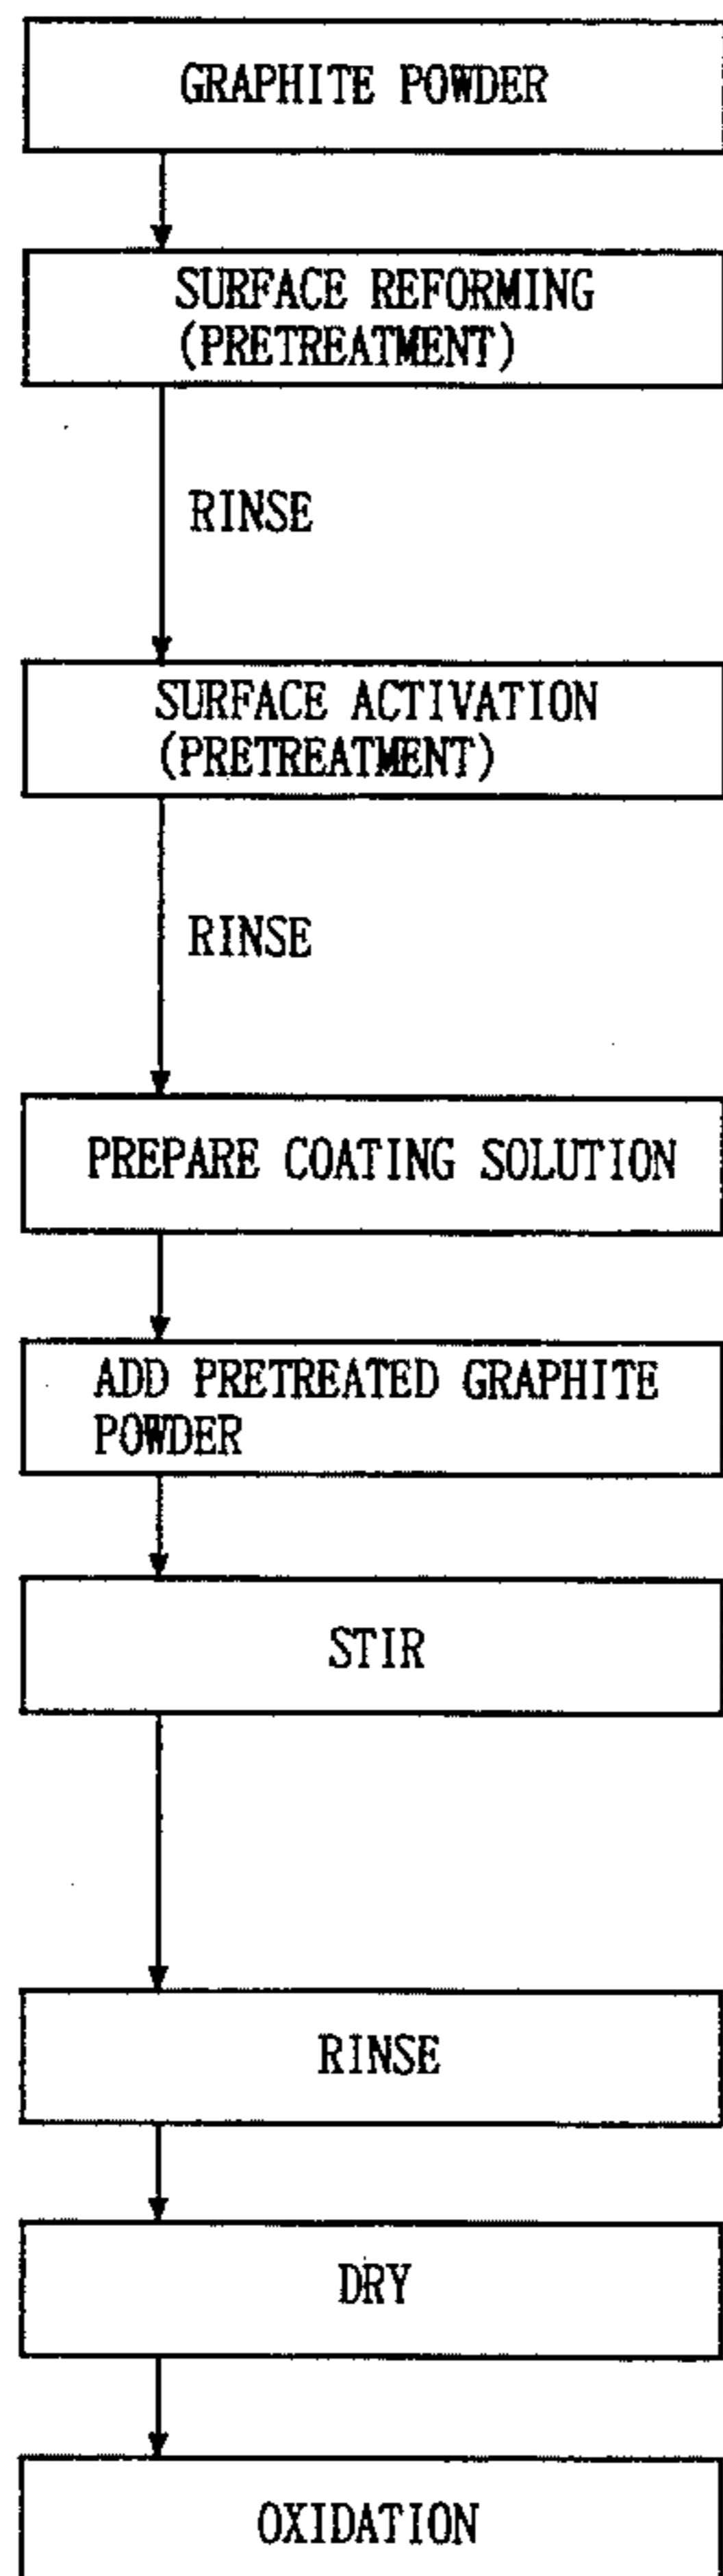 GRAPHITE POWDER
SURFACE REFORMING
(PRETREATMENT)
RINSE
SURFACE ACTIVATION
(PRETREATMENT)
RINSE
PREPARE COATING SOLUTION
ADD PRETREATED GRAPHITE
POWDER
STIR
RINSE
DRY
OXIDATION